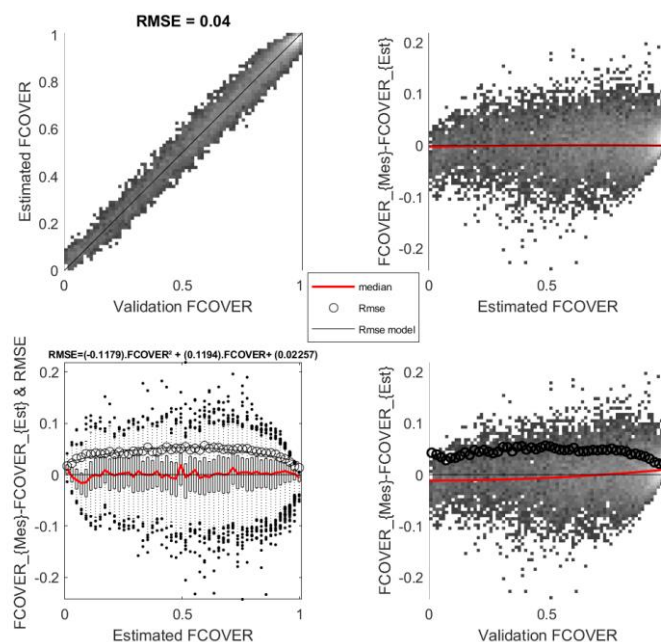 RMSE = 0.04
Estimated FCOVER
1
0.8
0.6
0.4
0.2
0
0
0.5
1
Validation FCOVER
FCOVER_{Mes}-FCOVER_{Est}
0.2
0.1
0
-0.1
-0.2
0
0.5
Estimated FCOVER
median
Rmse
Rmse model
RMSE=(-0.1179).FCOVER² + (0.1194).FCOVER+ (0.02257)
FCOVER_{Mes}-FCOVER_{Est} & RMSE
0.2
0.1
0
-0.1
-0.2
0
0.5
1
Estimated FCOVER
FCOVER_{Mes}-FCOVER_{Est}
0.2
0.1
0
-0.1
-0.2
0
0.5
Validation FCOVER